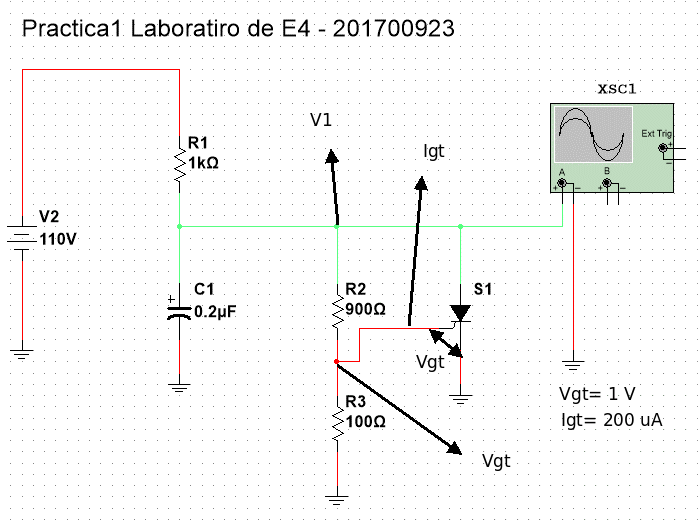 Practica1 Laboratiro de E4 - 201700923
XSC1
Ext Trig
+
-
A
B
+ - + -
V1
Igt
R1
1kΩ
V2
110V
C1
+
0.2µF
R2
900Ω
S1
Vgt
R3
100Ω
Vgt
Vgt= 1 V
Igt= 200 uA